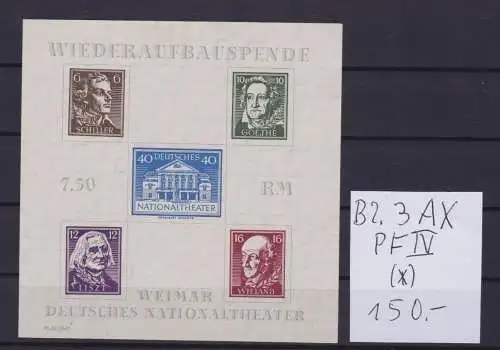 WIEDERAUFBAUSPENDE
6 6
SCHILLER
10 10
GOETHE
40 DEUTSCHES 40
NATIONALTHEATER
7.50 RM
12 12
LISZT
16 16
WIELAND
WEIMAR
DEUTSCHES NATIONALTHEATER
Bl. 3 AX
PF IV
(*)
150.-